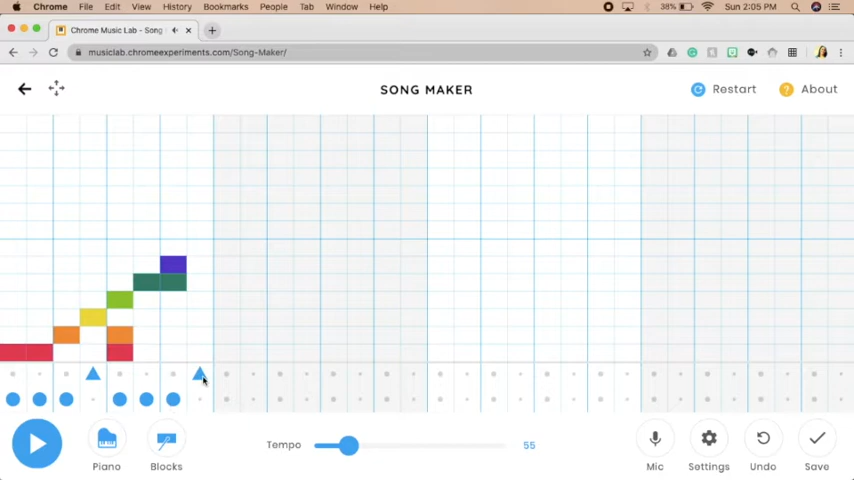 Chrome File Edit View History Bookmarks People Tab Window Help 38% Sun 2:05 PM
Chrome Music Lab - Song
musiclab.chromeexperiments.com/Song-Maker/
SONG MAKER Restart ? About
Piano Blocks Tempo 55 Mic Settings Undo Save